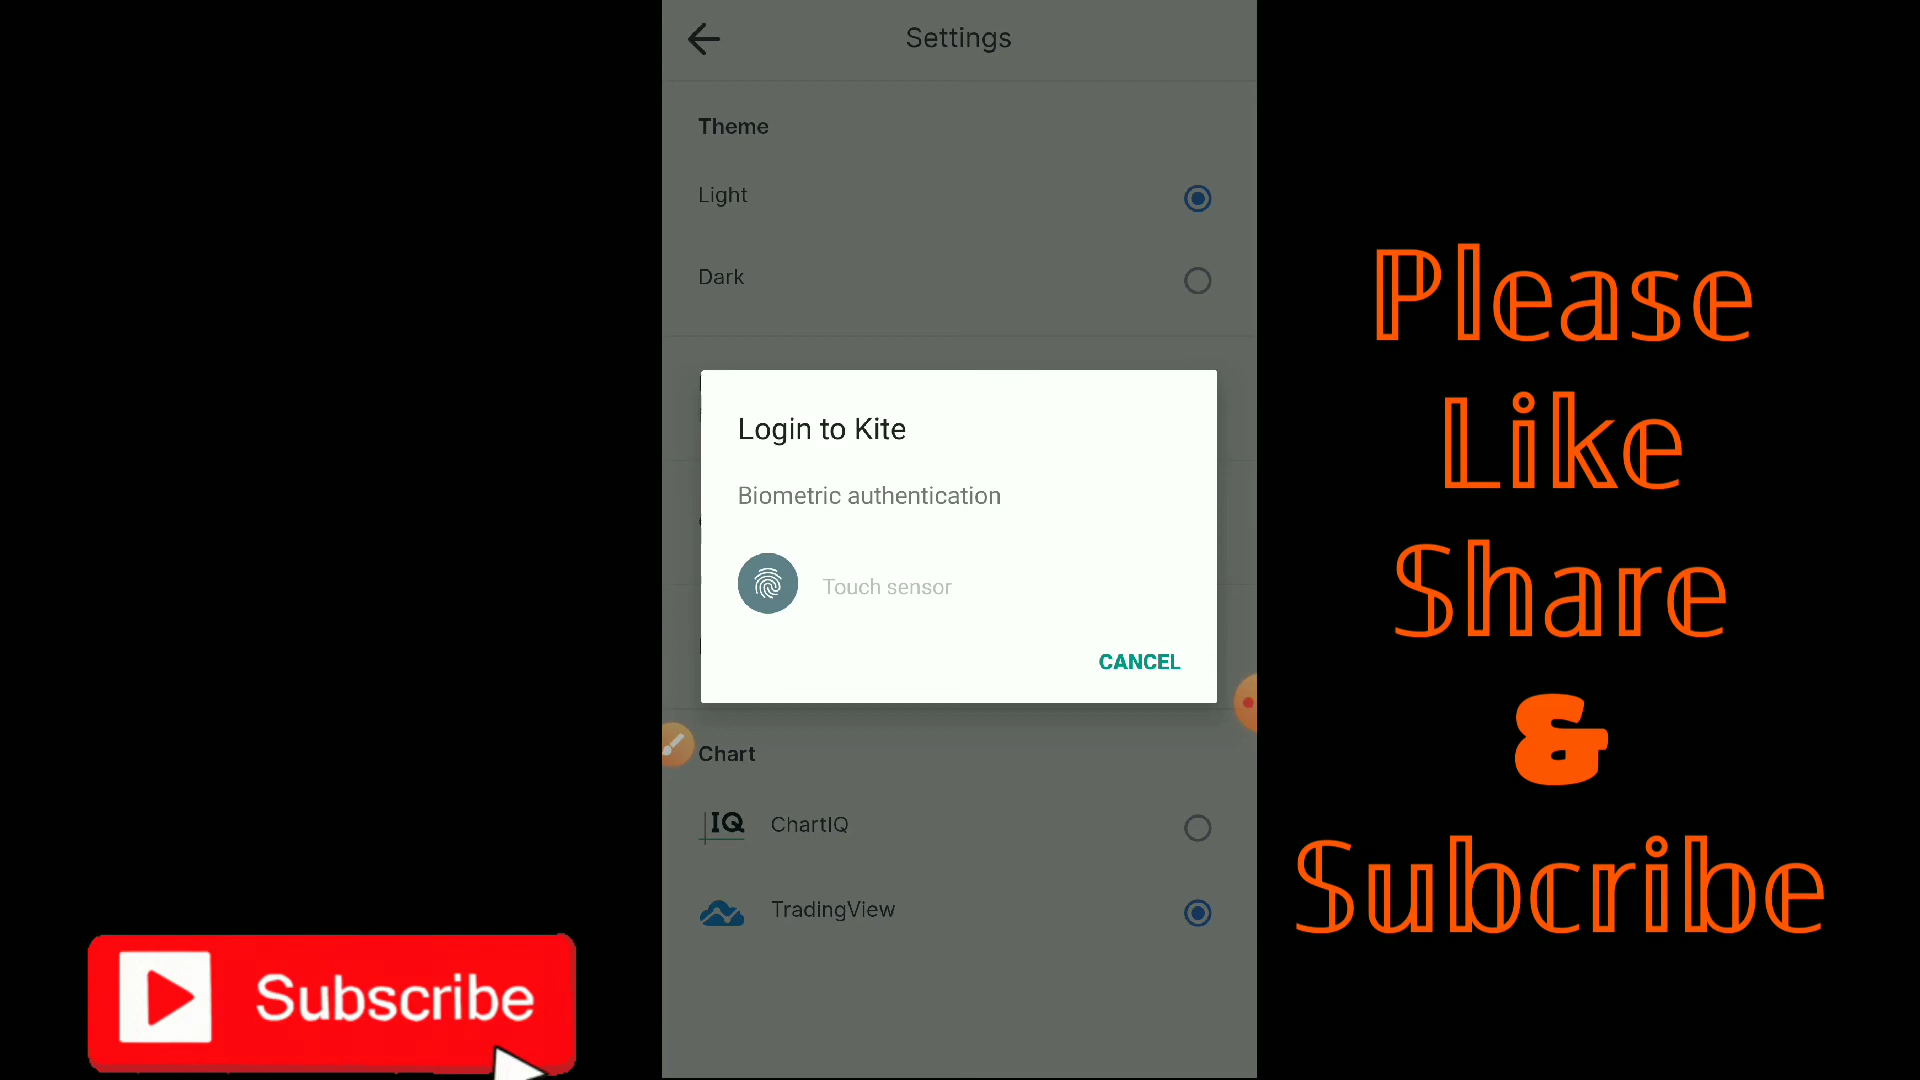 Settings
Theme
Light
Dark
Login to Kite
Biometric authentication
Touch sensor
CANCEL
Chart
IQ ChartIQ
TradingView
Subscribe
Please
Like
Share
&
Subcribe